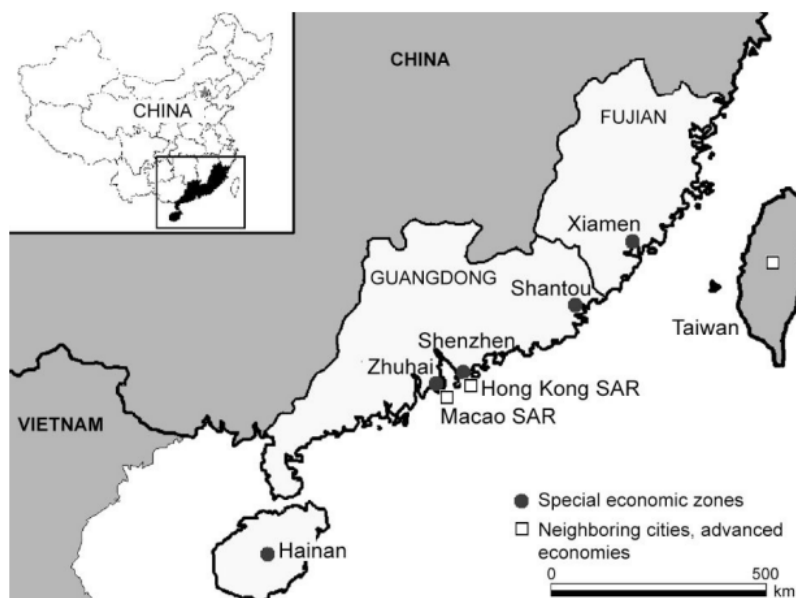 CHINA
CHINA
FUJIAN
Xiamen
GUANGDONG
Shantou
Taiwan
Shenzhen
Zhuhai
Hong Kong SAR
Macao SAR
VIETNAM
Hainan
Special economic zones
Neighboring cities, advanced
economies
0 500
km